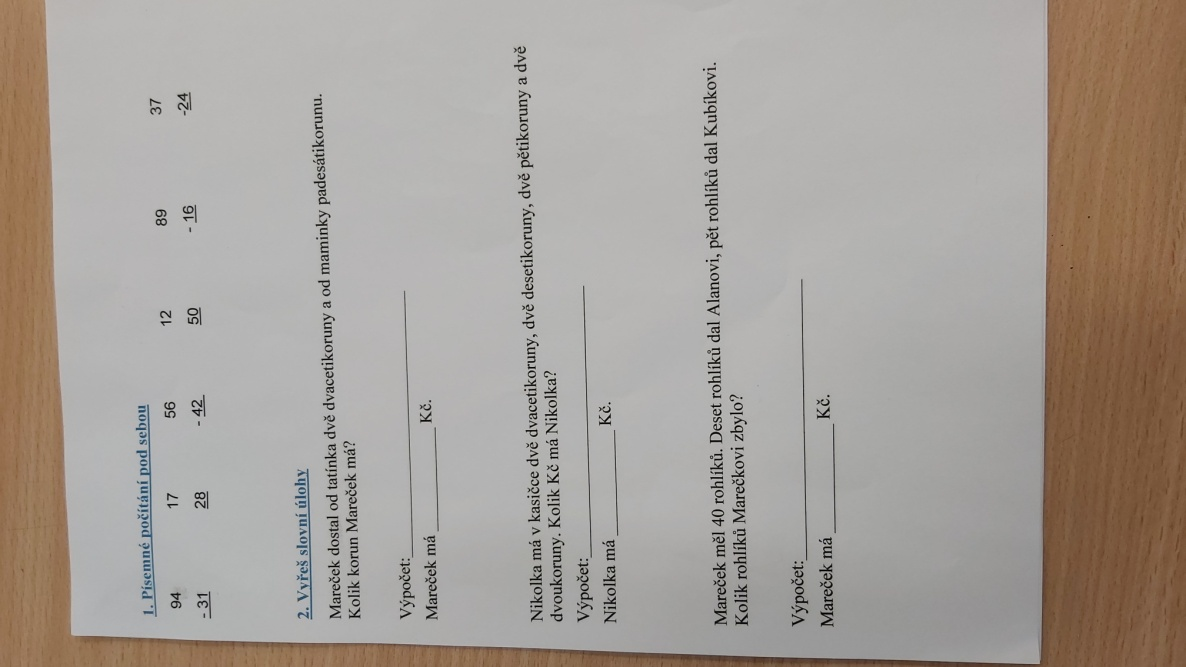 1. Písemné počítání pod sebou
94 17 56 12 89 37
- 31 28 - 42 50 - 16 -24
2. Vyřeš slovní úlohy
Mareček dostal od tatínka dvě dvacetikoruny a od maminky padesátikorunu.
Kolik korun Mareček má?
Výpočet:
Mareček má Kč.
Nikolka má v kasičce dvě dvacetikoruny, dvě desetikoruny, dvě pětikoruny a dvě
dvoukoruny. Kolik Kč má Nikolka?
Výpočet:
Nikolka má Kč.
Mareček měl 40 rohlíků. Deset rohlíků dal Alanovi, pět rohlíků dal Kubíkovi.
Kolik rohlíků Marečkovi zbylo?
Výpočet:
Mareček má Kč.